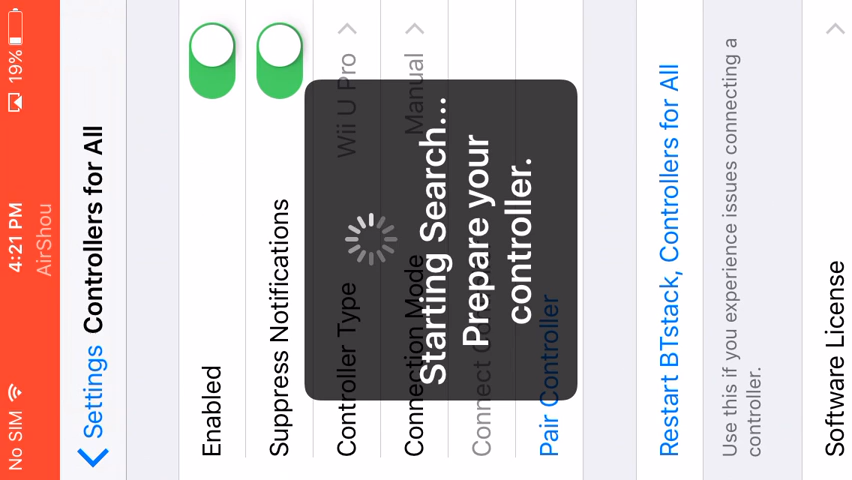 No SIM 4:21 PM 19%
AirShou
Settings Controllers for All
Enabled
Suppress Notifications
Controller Type Wii U Pro
Connection Mode Manual
Starting Search...
Prepare your
controller.
Pair Controller
Restart BTstack, Controllers for All
Use this if you experience issues connecting a
controller.
Software License